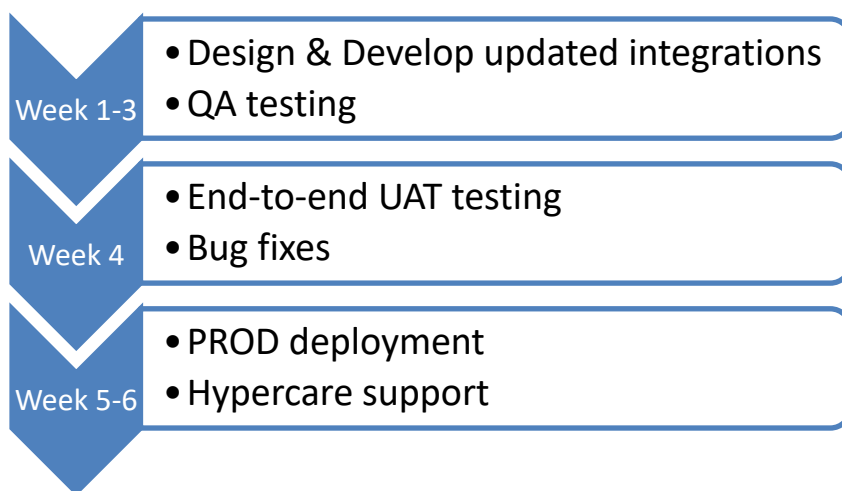 Week 1-3
• Design & Develop updated integrations
• QA testing
Week 4
• End-to-end UAT testing
• Bug fixes
Week 5-6
• PROD deployment
• Hypercare support